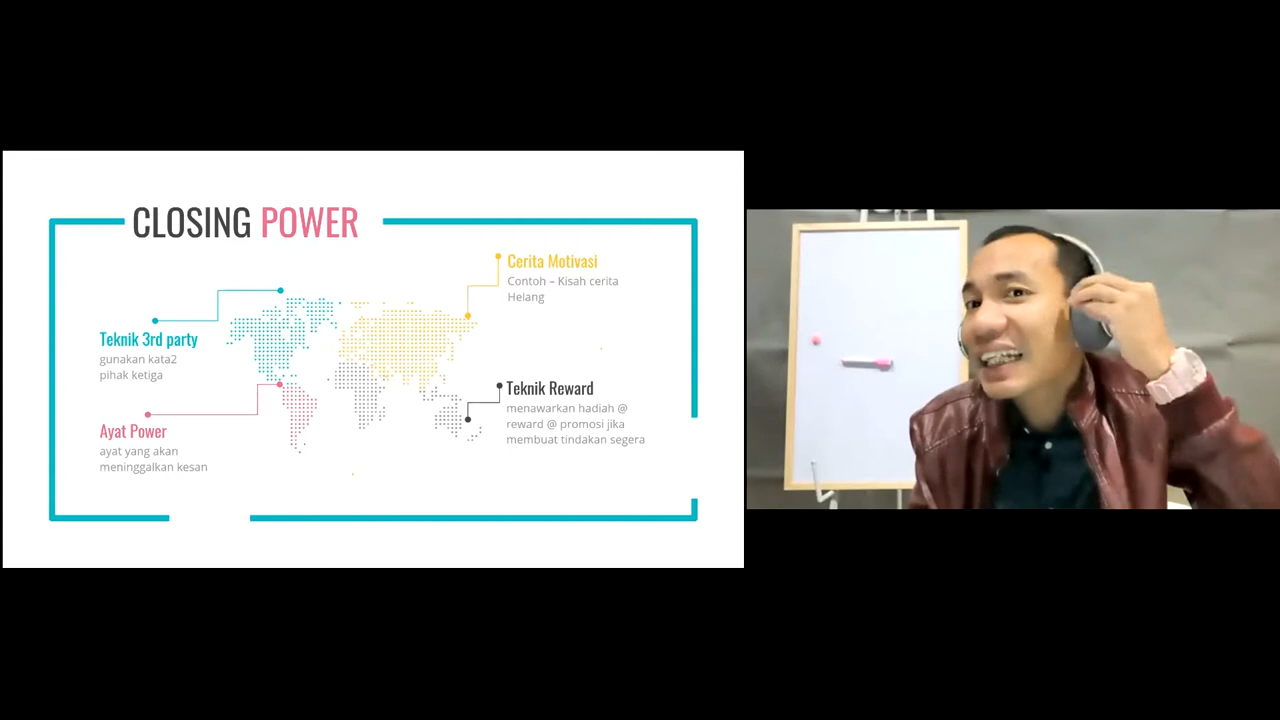 CLOSING POWER
Teknik 3rd party
gunakan kata2
pihak ketiga
Ayat Power
ayat yang akan
meninggalkan kesan
Cerita Motivasi
Contoh – Kisah cerita
Helang
Teknik Reward
menawarkan hadiah @
reward @ promosi jika
membuat tindakan segera